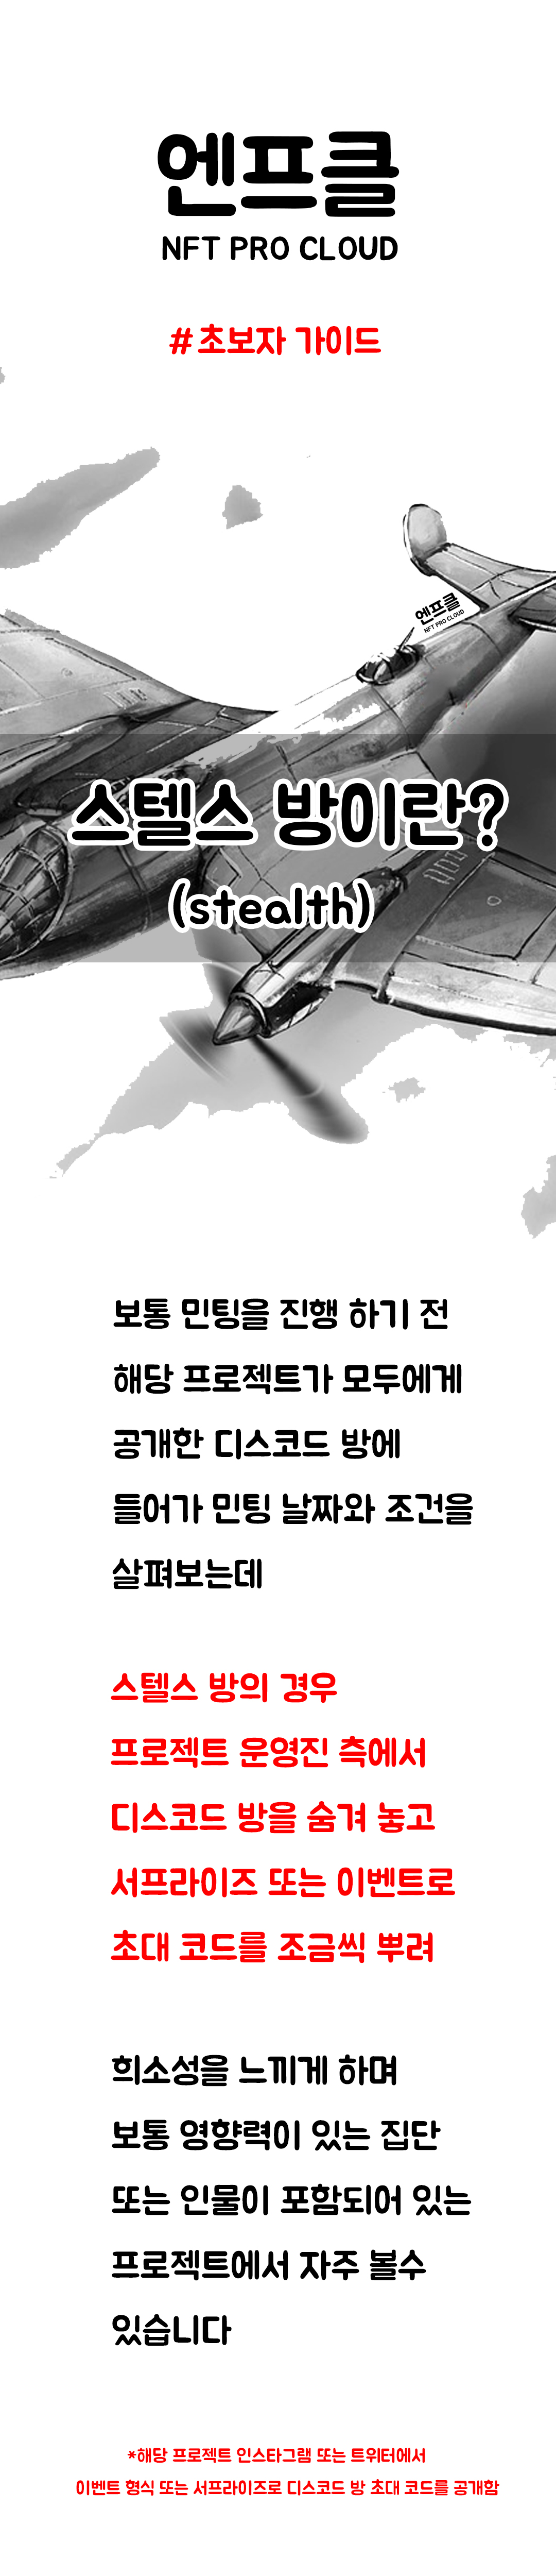 엔프클
NFT PRO CLOUD
# 초보자 가이드
엔프클
NFT PRO CLOUD
스텔스 방이란?
(stealth)
보통 민팅을 진행 하기 전
해당 프로젝트가 모두에게
공개한 디스코드 방에
들어가 민팅 날짜와 조건을
살펴보는데
스텔스 방의 경우
프로젝트 운영진 측에서
디스코드 방을 숨겨 놓고
서프라이즈 또는 이벤트로
초대 코드를 조금씩 뿌려
희소성을 느끼게 하며
보통 영향력이 있는 집단
또는 인물이 포함되어 있는
프로젝트에서 자주 볼수
있습니다
*해당 프로젝트 인스타그램 또는 트위터에서
이벤트 형식 또는 서프라이즈로 디스코드 방 초대 코드를 공개함